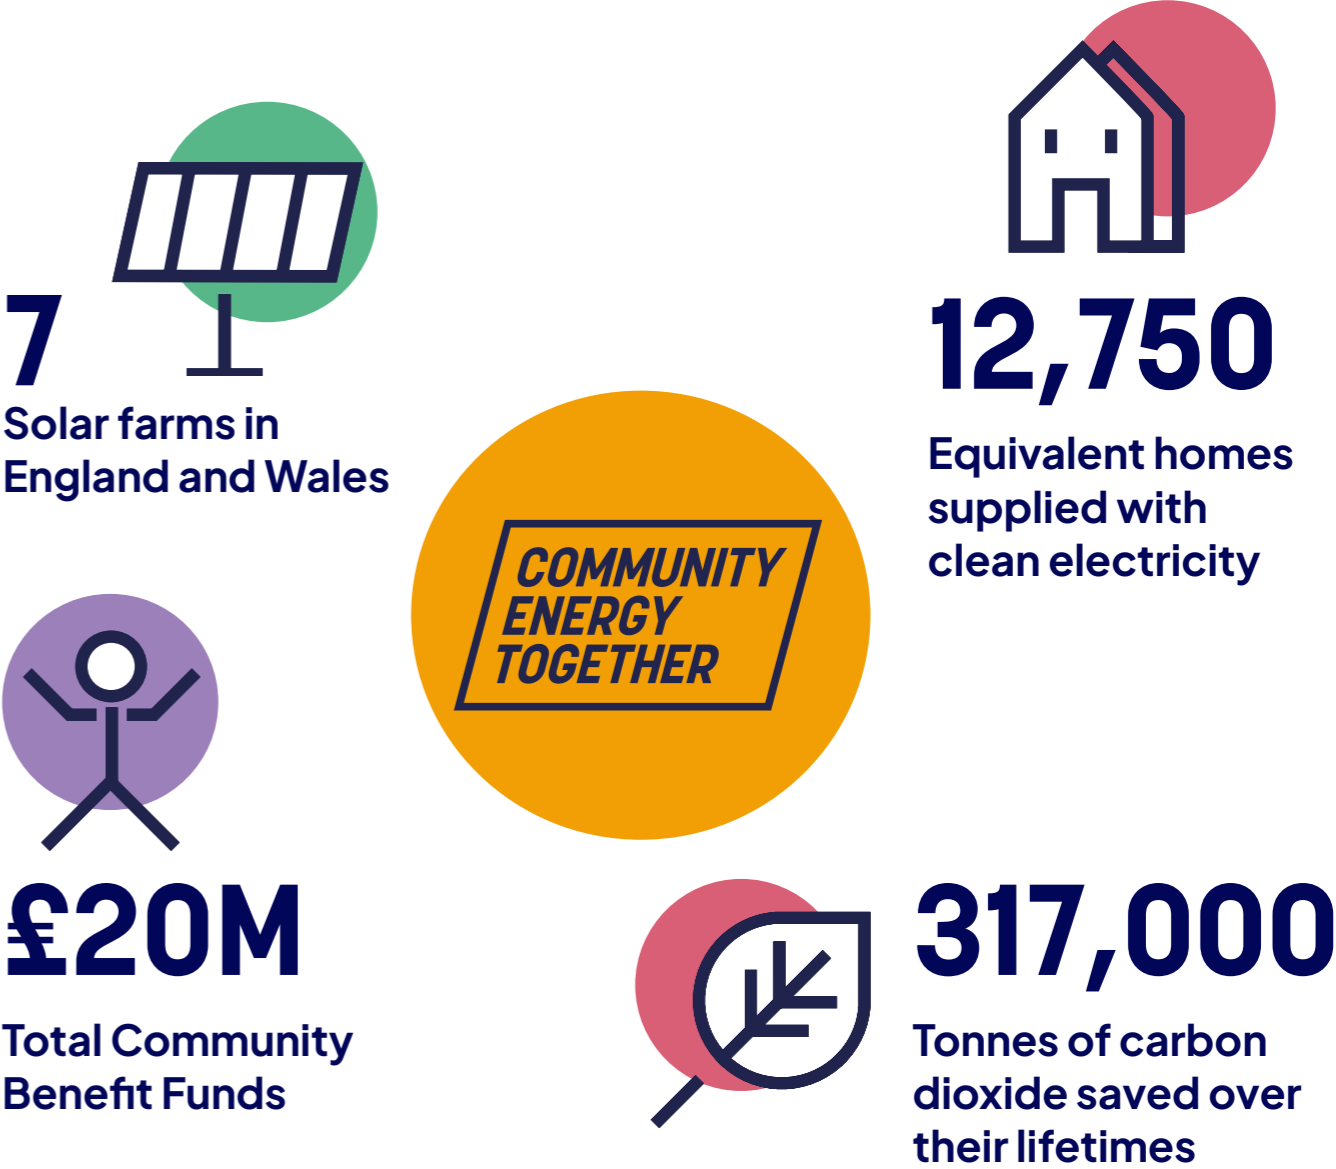 7
Solar farms in
England and Wales
12,750
Equivalent homes
supplied with
clean electricity
COMMUNITY
ENERGY
TOGETHER
£20M
Total Community
Benefit Funds
317,000
Tonnes of carbon
dioxide saved over
their lifetimes